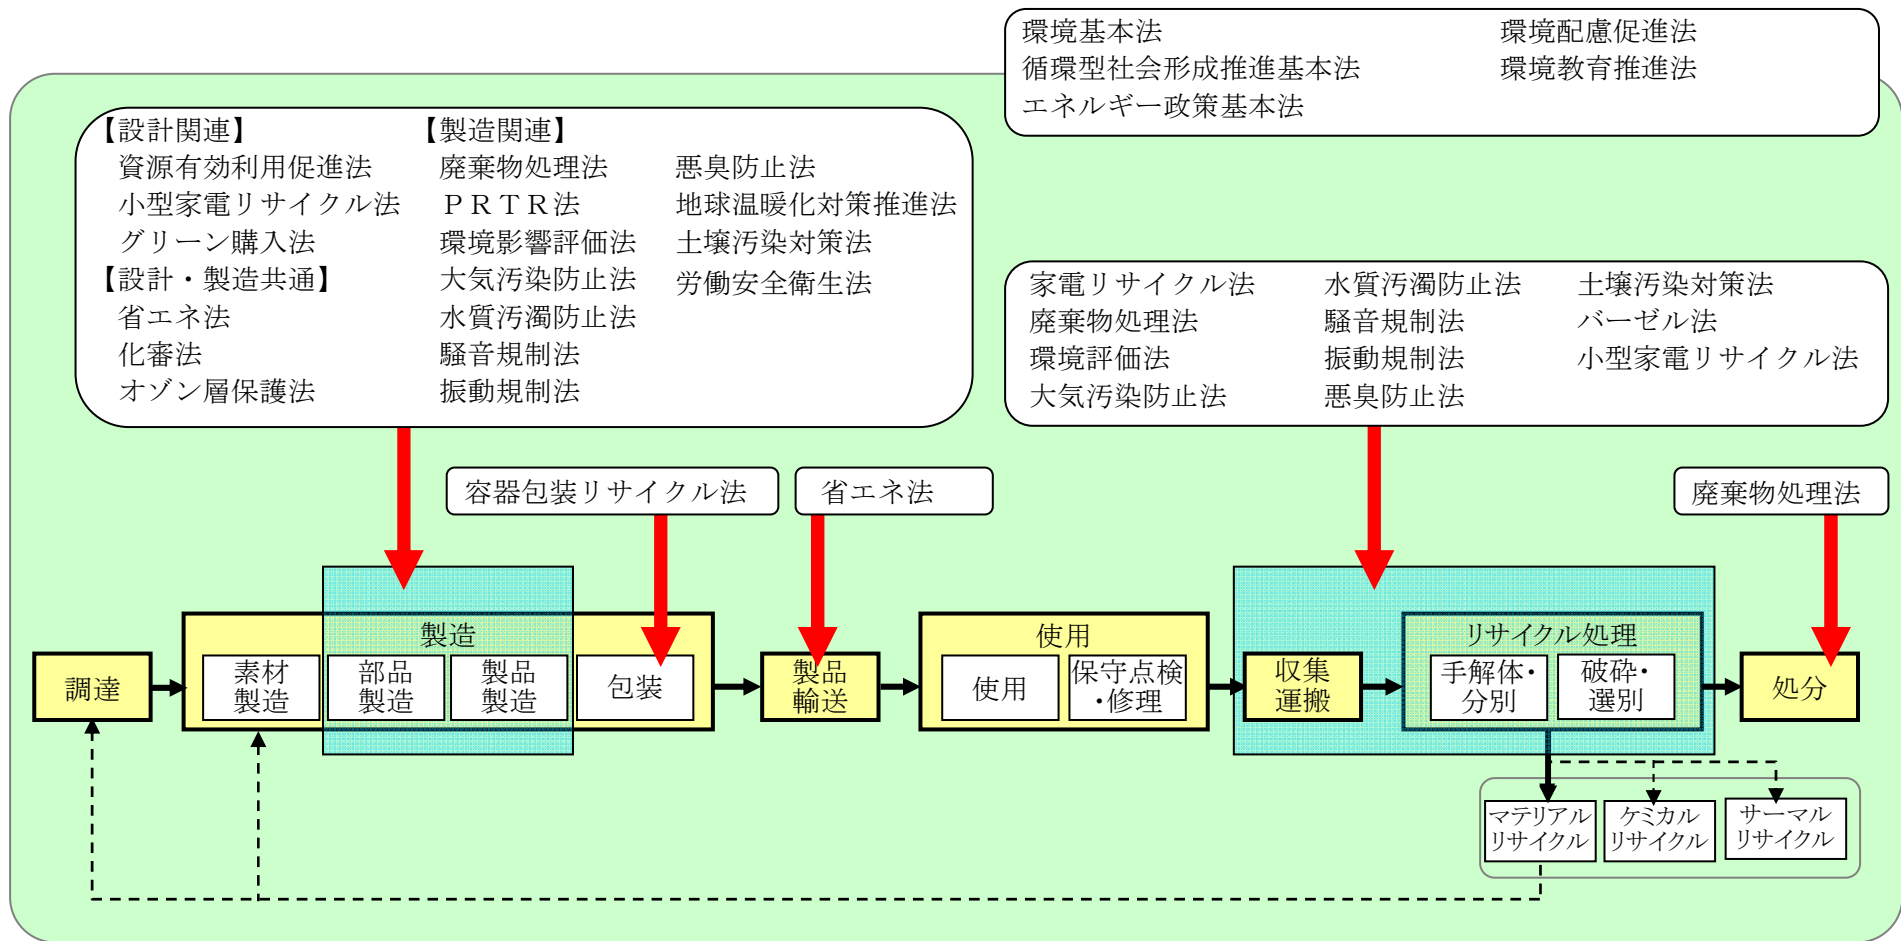 環境基本法
環境配慮促進法
循環型社会形成推進基本法
環境教育推進法
エネルギー政策基本法
【設計関連】
資源有効利用促進法
小型家電リサイクル法
グリーン購入法
【設計・製造共通】
省エネ法
化審法
オゾン層保護法
【製造関連】
廃棄物処理法
PRTR法
環境影響評価法
大気汚染防止法
水質汚濁防止法
騒音規制法
振動規制法
悪臭防止法
地球温暖化対策推進法
土壌汚染対策法
労働安全衛生法
家電リサイクル法
廃棄物処理法
環境評価法
大気汚染防止法
水質汚濁防止法
騒音規制法
振動規制法
悪臭防止法
土壌汚染対策法
バーゼル法
小型家電リサイクル法
容器包装リサイクル法
省エネ法
廃棄物処理法
調達
製造
素材
製造
部品
製造
製品
製造
包装
製品
輸送
使用
使用
保守点検
・修理
収集
運搬
リサイクル処理
手解体・
分別
破砕・
選別
処分
マテリアル
リサイクル
ケミカル
リサイクル
サーマル
リサイクル